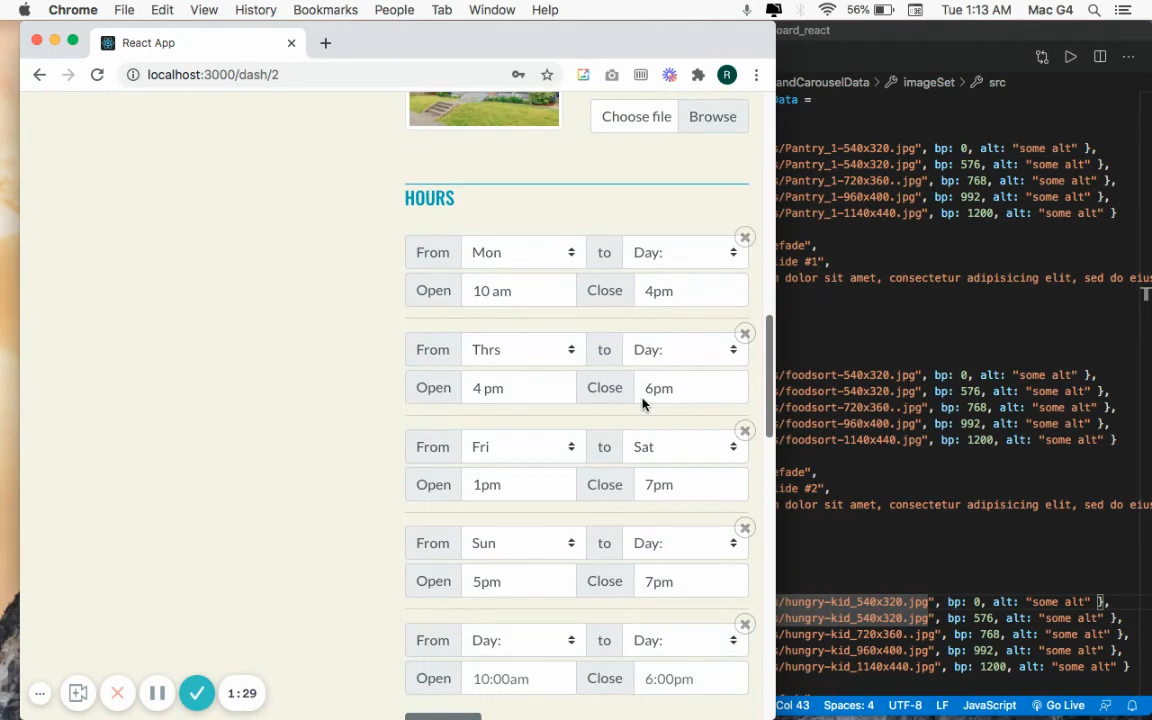 Chrome File Edit View History Bookmarks People Tab Window Help 56% Tue 1:13 AM Mac G4
React App
oard_react
localhost:3000/dash/2
R
andCarouselData > imageSet > src
Data =
Choose file Browse
s/Pantry_1-540x320.jpg", bp: 0, alt: "some alt" },
s/Pantry_1-540x320.jpg", bp: 576, alt: "some alt" },
s/Pantry_1-720x360..jpg", bp: 768, alt: "some alt" },
HOURS
s/Pantry_1-960x400.jpg", bp: 992, alt: "some alt" },
s/Pantry_1-1140x440.jpg", bp: 1200, alt: "some alt" }
efade",
From Mon to Day:
ide #1",
m dolor sit amet, consectetur adipisicing elit, sed do eius
Open 10 am Close 4pm
From Thrs to Day:
s/foodsort-540x320.jpg", bp: 0, alt: "some alt" },
Open 4 pm Close 6pm
s/foodsort-540x320.jpg", bp: 576, alt: "some alt" },
s/foodsort-720x360..jpg", bp: 768, alt: "some alt" },
s/foodsort-960x400.jpg", bp: 992, alt: "some alt" },
s/foodsort-1140x440.jpg", bp: 1200, alt: "some alt" }
From Fri to Sat
efade",
Open 1pm Close 7pm
ide #2",
m dolor sit amet, consectetur adipisicing elit, sed do eius
From Sun to Day:
Open 5pm Close 7pm
s/hungry-kid_540x320.jpg", bp: 0, alt: "some alt" },
s/hungry-kid_540x320.jpg", bp: 576, alt: "some alt" },
From Day: to Day:
s/hungry-kid_720x360..jpg", bp: 768, alt: "some alt" },
s/hungry-kid_960x400.jpg", bp: 992, alt: "some alt" },
s/hungry-kid_1140x440.jpg", bp: 1200, alt: "some alt" }
Open 10:00am Close 6:00pm
1:29
Col 43 Spaces: 4 UTF-8 LF JavaScript Go Live